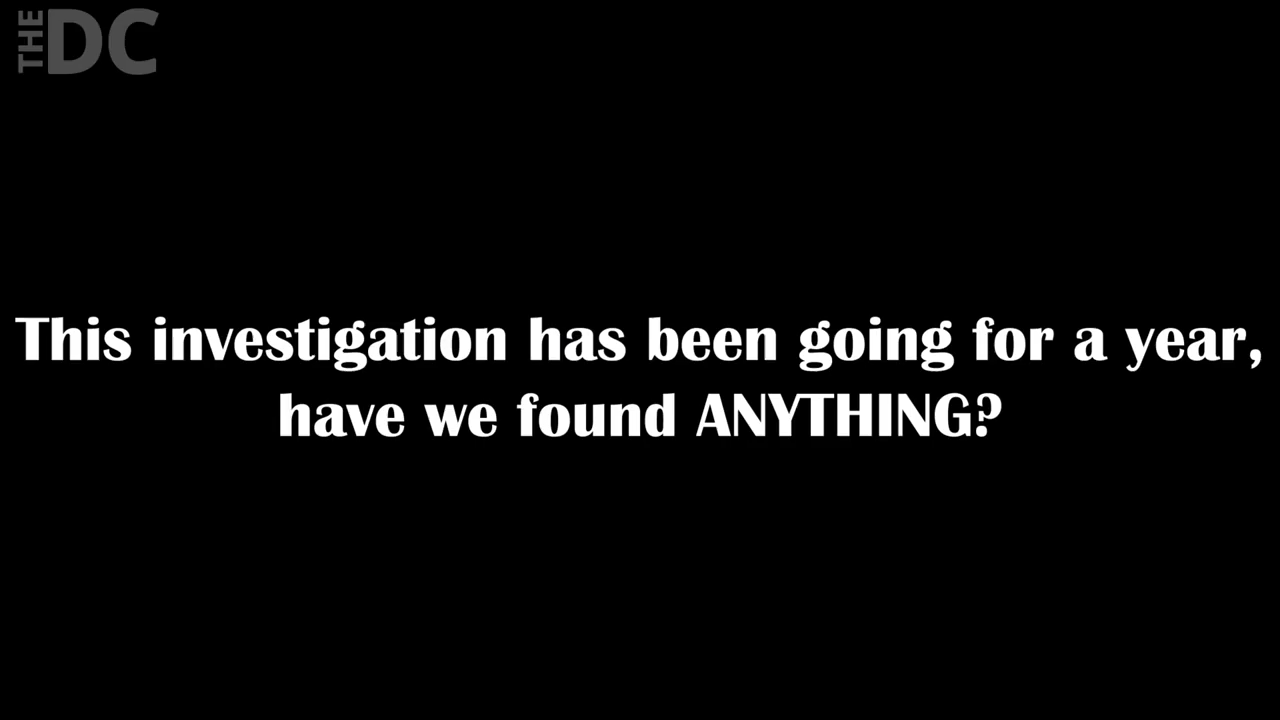 THE DC
This investigation has been going for a year,
have we found ANYTHING?